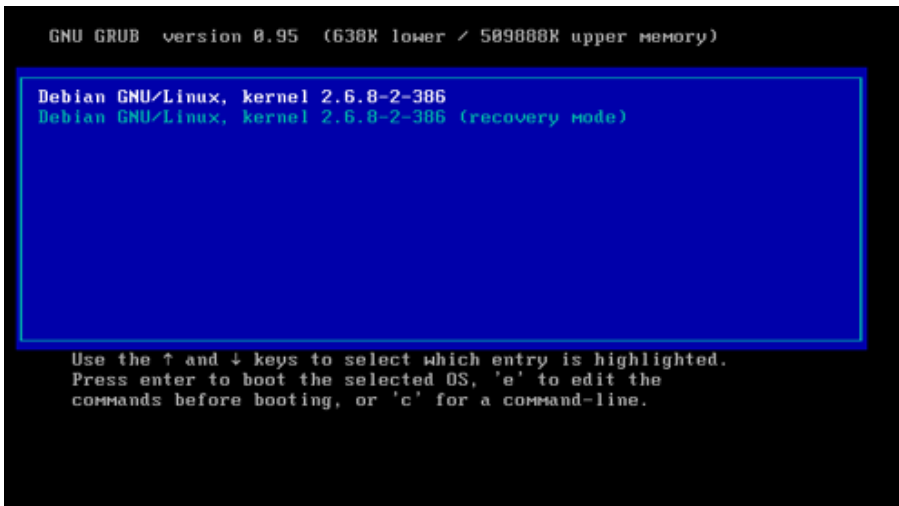 GNU GRUB version 0.95 (638K lower / 509888K upper memory)
Debian GNU/Linux, kernel 2.6.8-2-386
Debian GNU/Linux, kernel 2.6.8-2-386 (recovery mode)
Use the ↑ and ↓ keys to select which entry is highlighted.
Press enter to boot the selected OS, 'e' to edit the
commands before booting, or 'c' for a command-line.